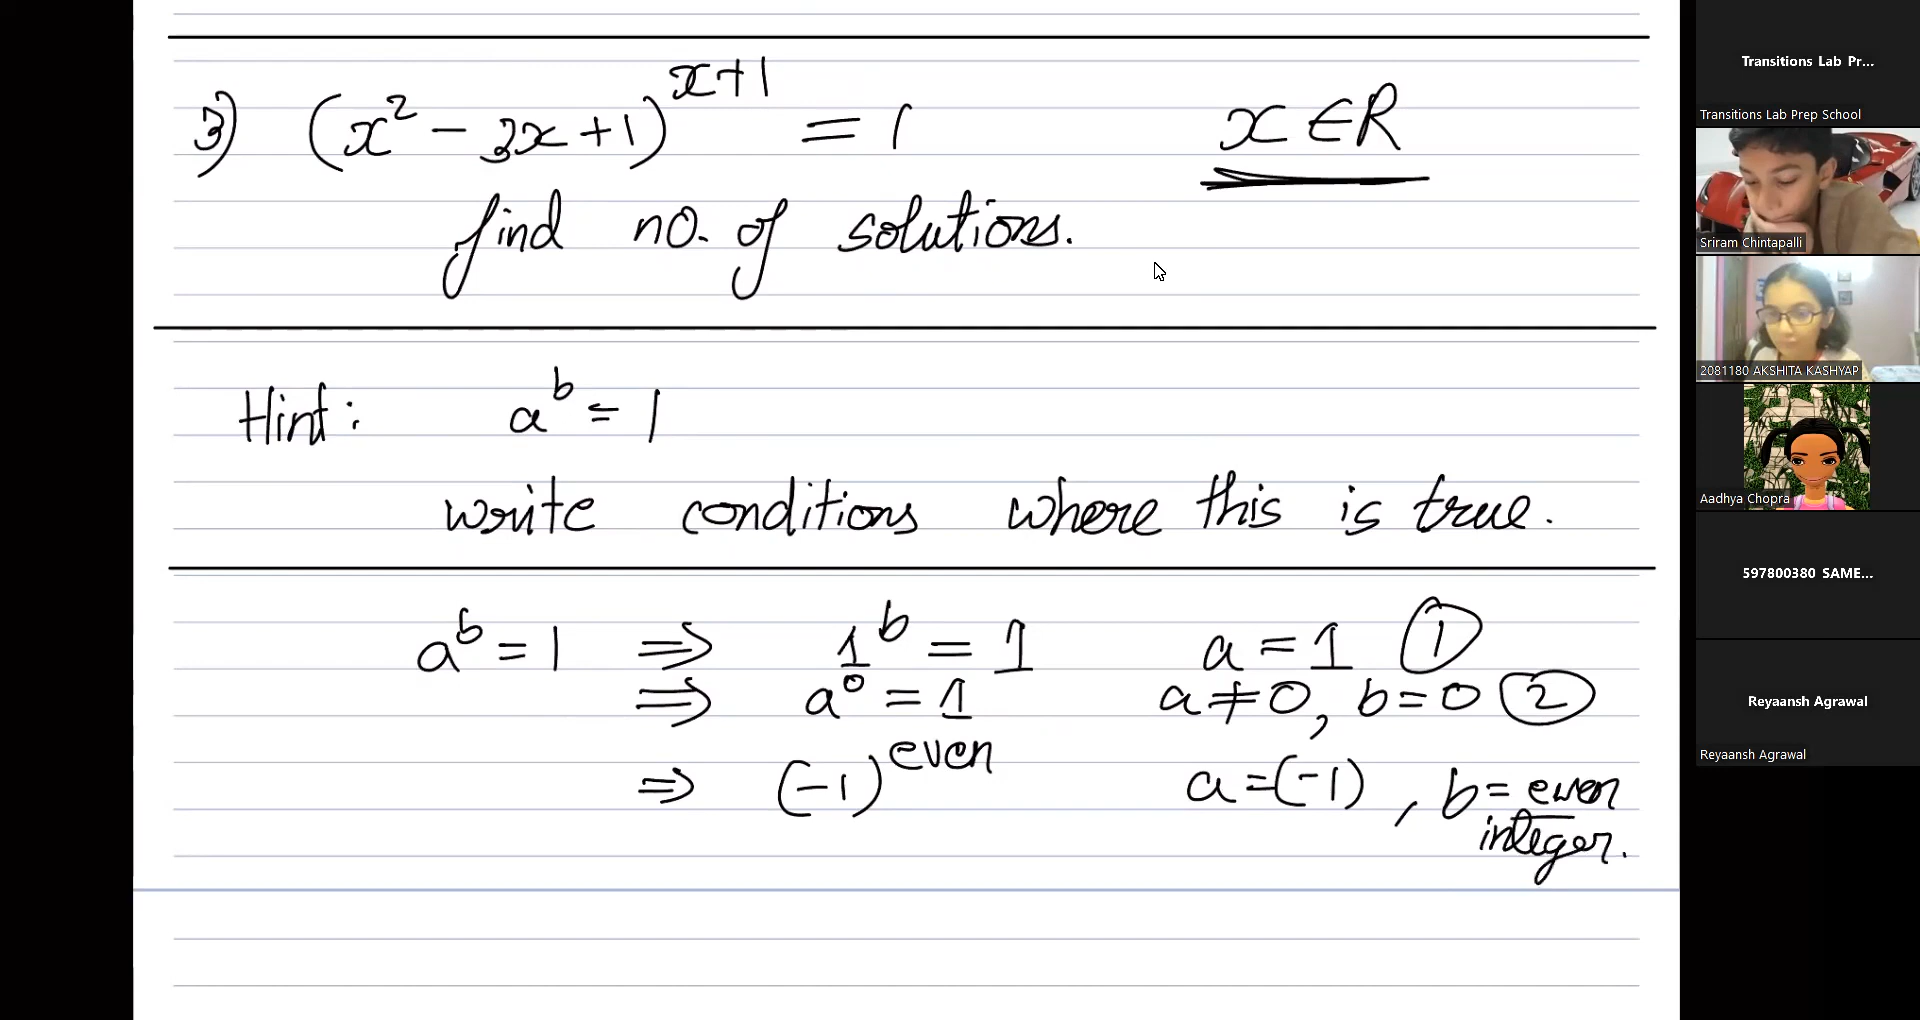 3) (x² - 3x + 1)^(x+1) = 1 x ∈ R
find no. of solutions.
Hint: a^b = 1
write conditions where this is true.
a^b = 1 ⇒ 1^b = 1 a = 1 ①
⇒ a⁰ = 1 a ≠ 0, b = 0 ②
⇒ (-1)^even a = (-1), b = even
integer.
Transitions Lab Pr...
Transitions Lab Prep School
Sriram Chintapalli
2081180 AKSHITA KASHYAP
Aadhya Chopra
597800380 SAME...
Reyaansh Agrawal
Reyaansh Agrawal